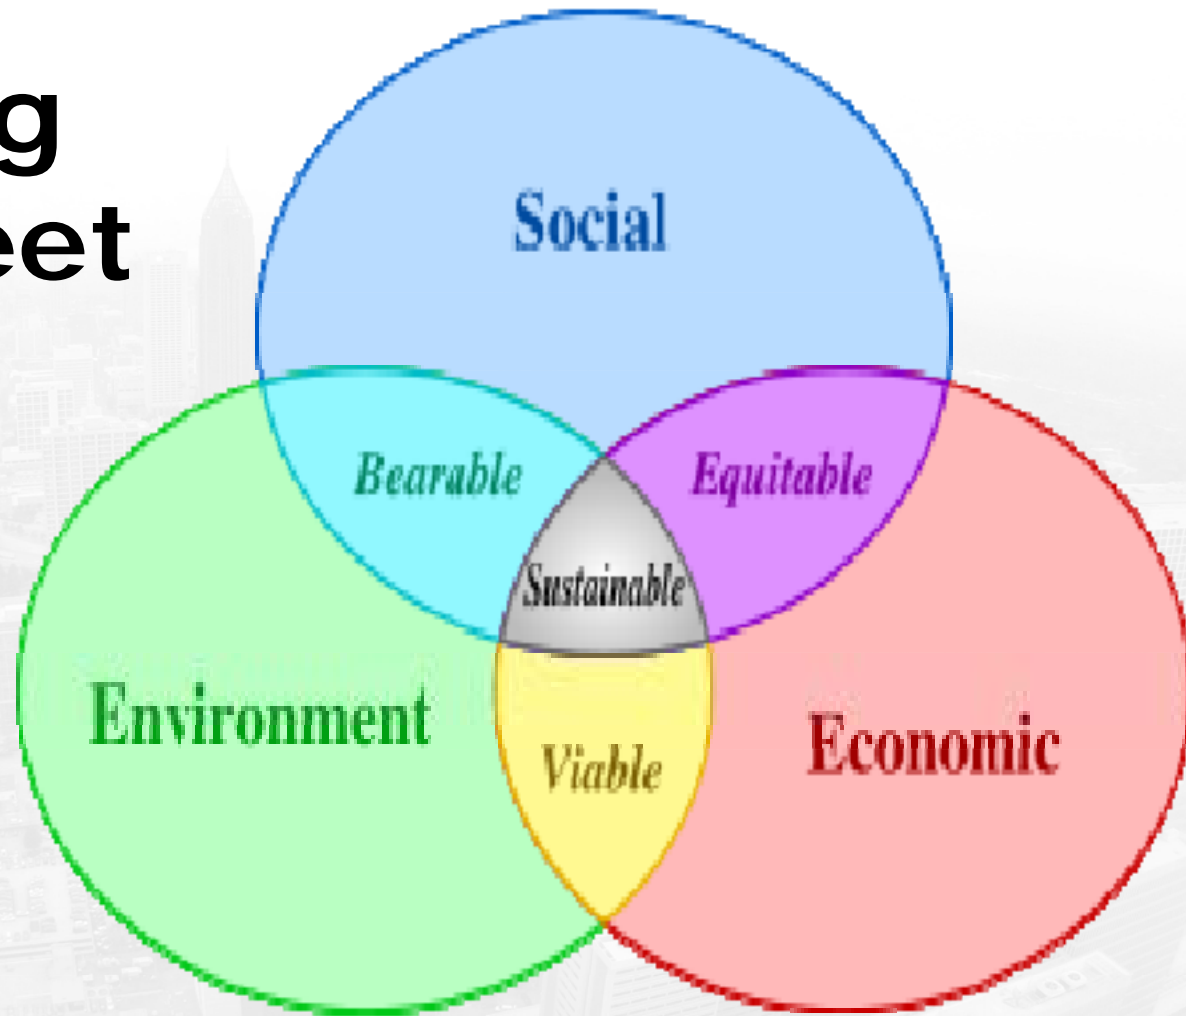 g
eet
Social
Bearable Equitable
Sustainable
Environment
Economic
Viable